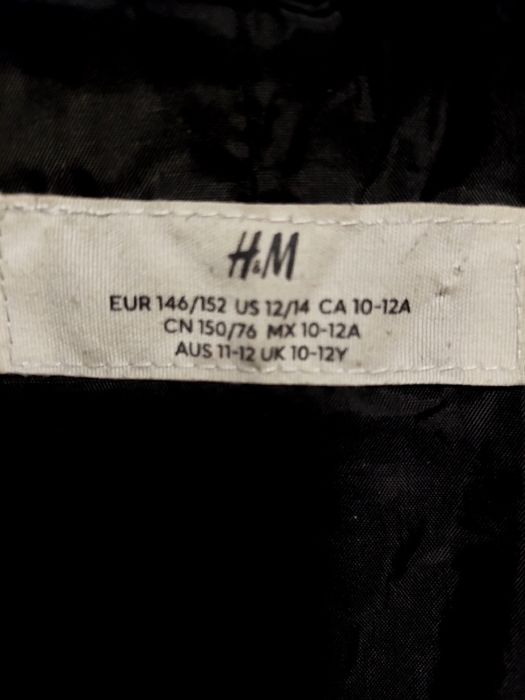 H&M
EUR 146/152 US 12/14 CA 10-12A
CN 150/76 MX 10-12A
AUS 11-12 UK 10-12Y